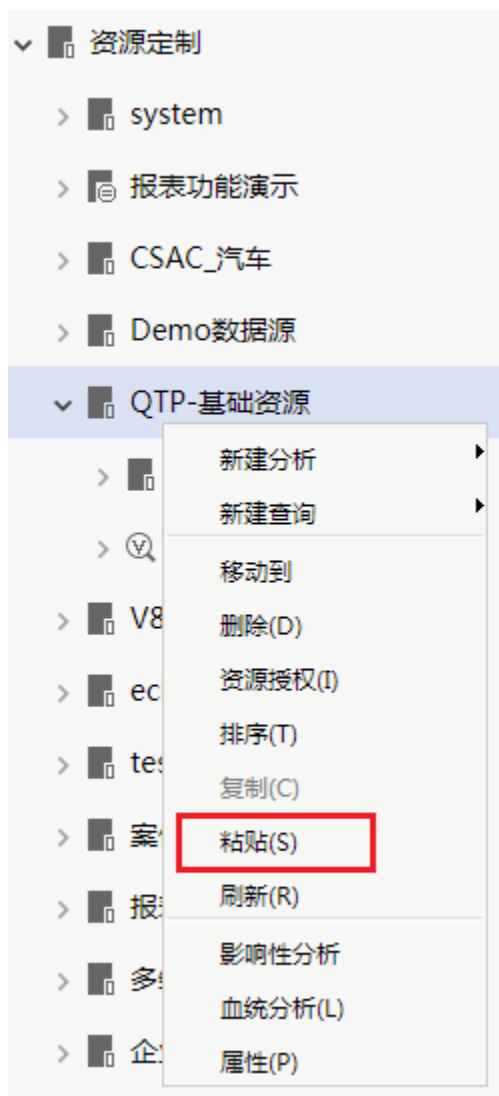 资源定制
system
报表功能演示
CSAC_汽车
Demo数据源
QTP-基础资源
新建分析
新建查询
移动到
V8
删除(D)
ec
资源授权(I)
排序(T)
复制(C)
粘贴(S)
刷新(R)
影响性分析
血统分析(L)
属性(P)